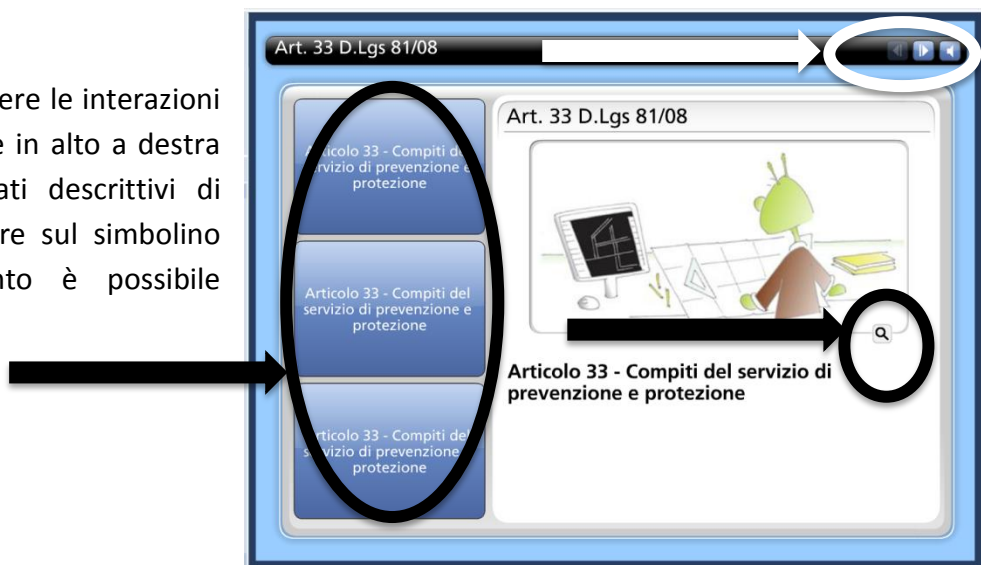 ere le interazioni
e in alto a destra
ati descrittivi di
re sul simbolino
nto è possibile
Art. 33 D.Lgs 81/08
Articolo 33 - Compiti del
servizio di prevenzione e
protezione
Articolo 33 - Compiti del
servizio di prevenzione e
protezione
Articolo 33 - Compiti del
servizio di prevenzione e
protezione
Art. 33 D.Lgs 81/08
Articolo 33 - Compiti del servizio di
prevenzione e protezione